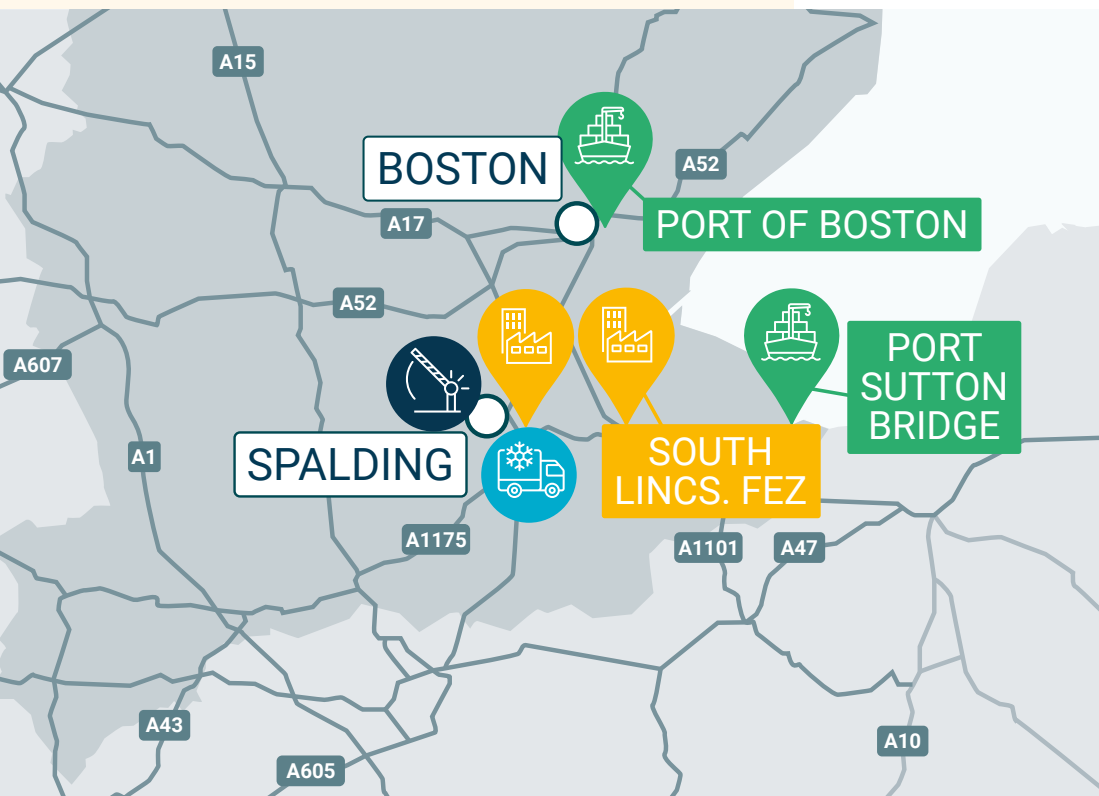 A15
BOSTON
A52
A17
PORT OF BOSTON
A52
A607
PORT
SUTTON
BRIDGE
A1
SPALDING
SOUTH
LINCS. FEZ
A1175
A1101
A47
A43
A10
A605